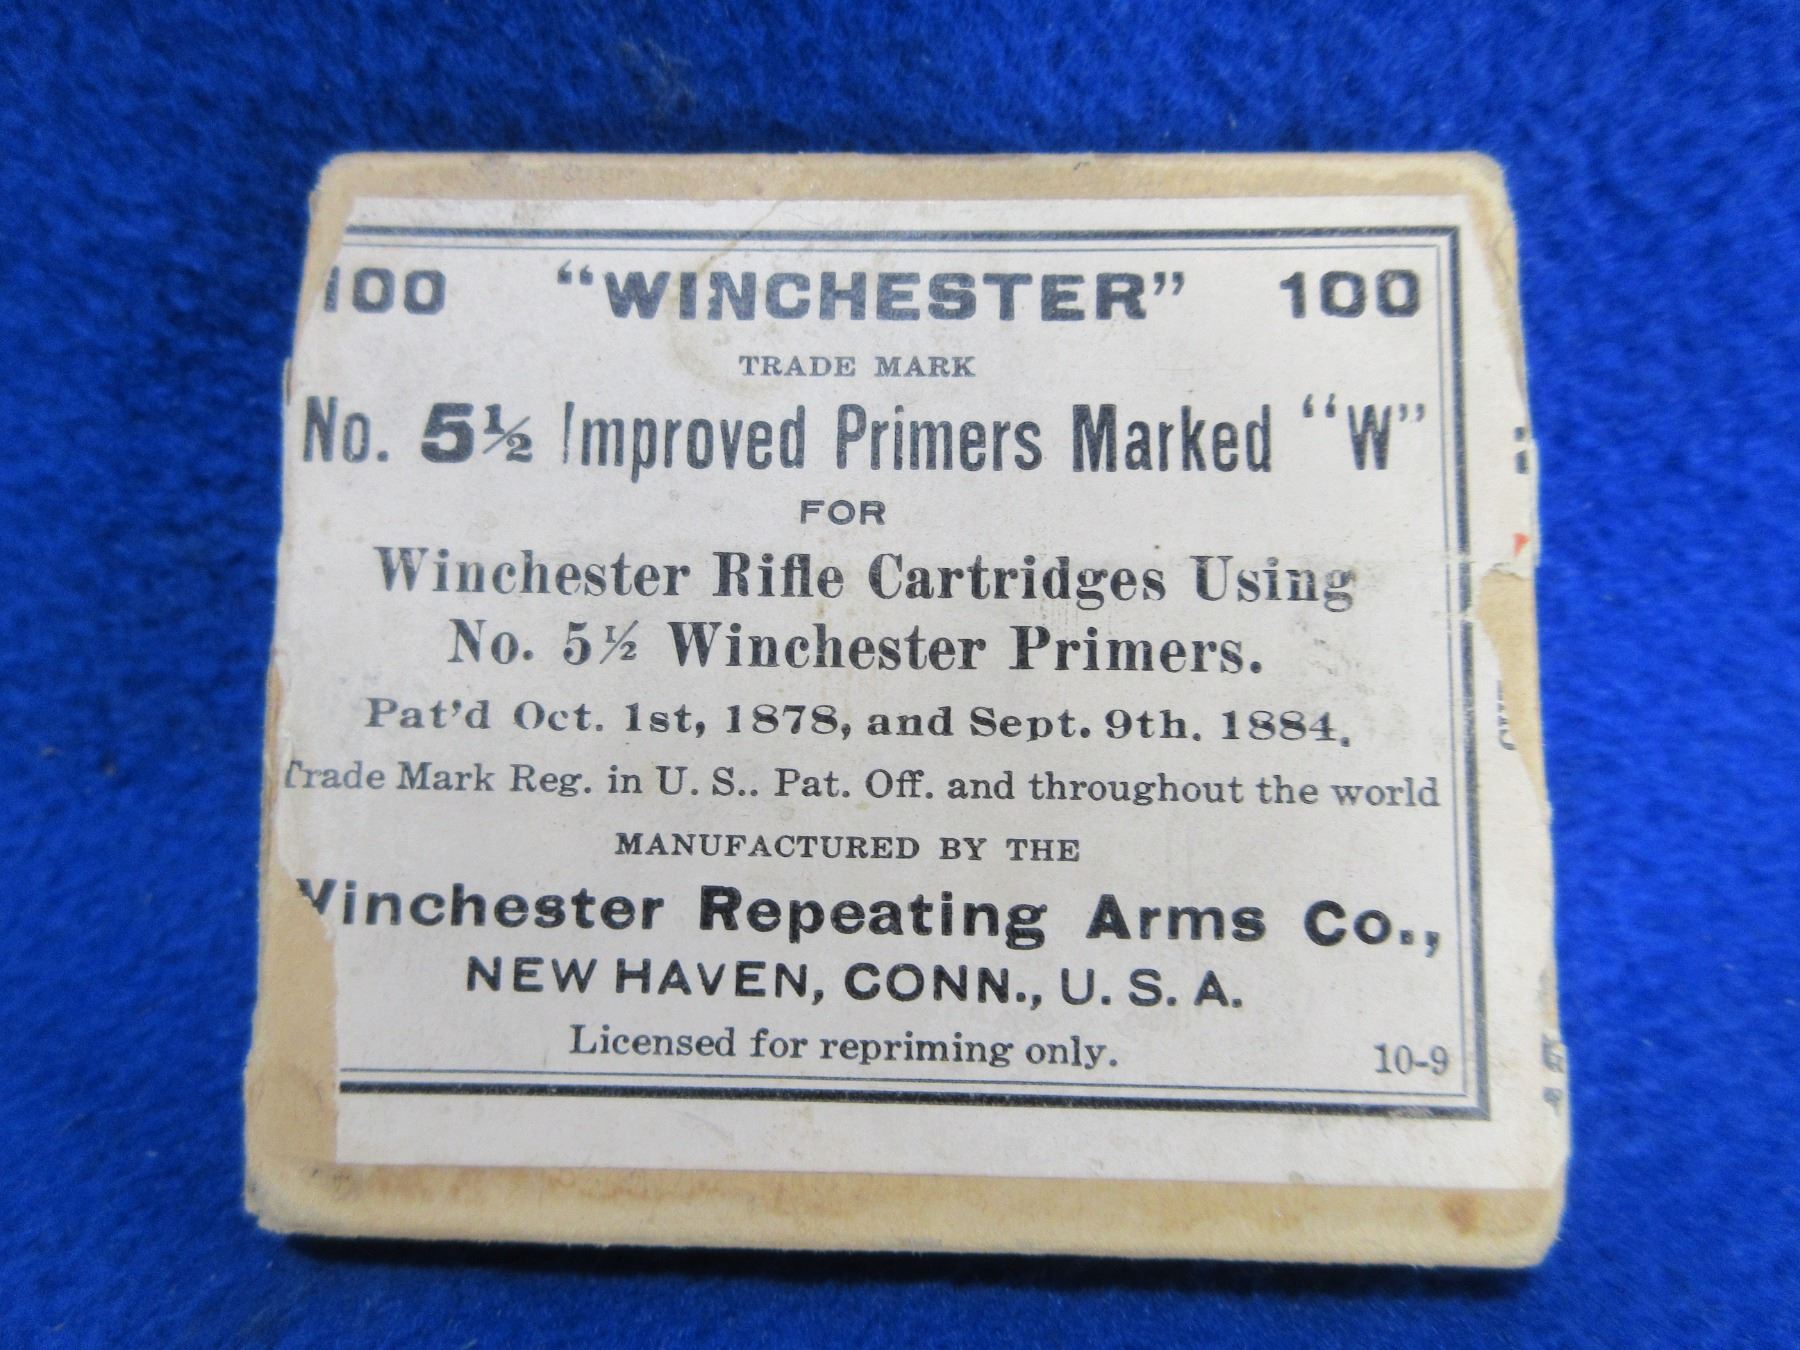 100 “WINCHESTER” 100
TRADE MARK
No. 5½ Improved Primers Marked “W”
FOR
Winchester Rifle Cartridges Using
No. 5½ Winchester Primers.
Pat'd Oct. 1st, 1878, and Sept. 9th. 1884.
Trade Mark Reg. in U. S.. Pat. Off. and throughout the world
MANUFACTURED BY THE
Winchester Repeating Arms Co.,
NEW HAVEN, CONN., U. S. A.
Licensed for repriming only. 10-9